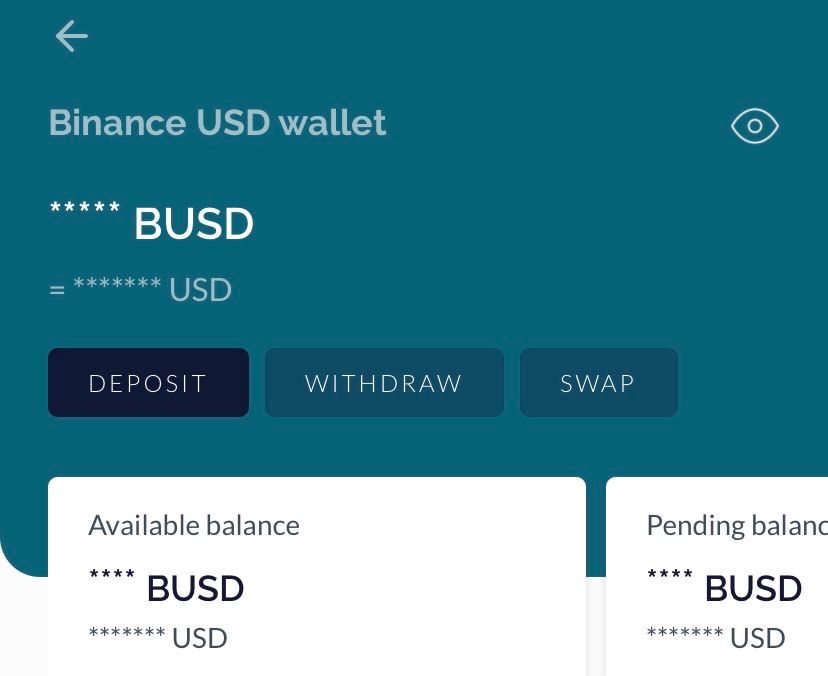 Binance USD wallet
***** BUSD
= ******* USD
DEPOSIT WITHDRAW SWAP
Available balance
**** BUSD
******* USD
Pending balanc
**** BUSD
******* USD